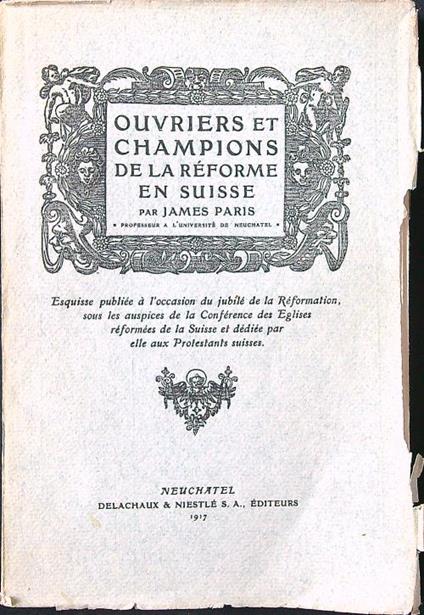 OUVRIERS ET
CHAMPIONS
DE LA RÉFORME
EN SUISSE
PAR JAMES PARIS
• PROFESSEUR A L'UNIVERSITÉ DE NEUCHATEL •
Esquisse publiée à l'occasion du jubilé de la Réformation,
sous les auspices de la Conférence des Eglises
réformées de la Suisse et dédiée par
elle aux Protestants suisses.
NEUCHATEL
DELACHAUX & NIESTLÉ S. A., ÉDITEURS
1917